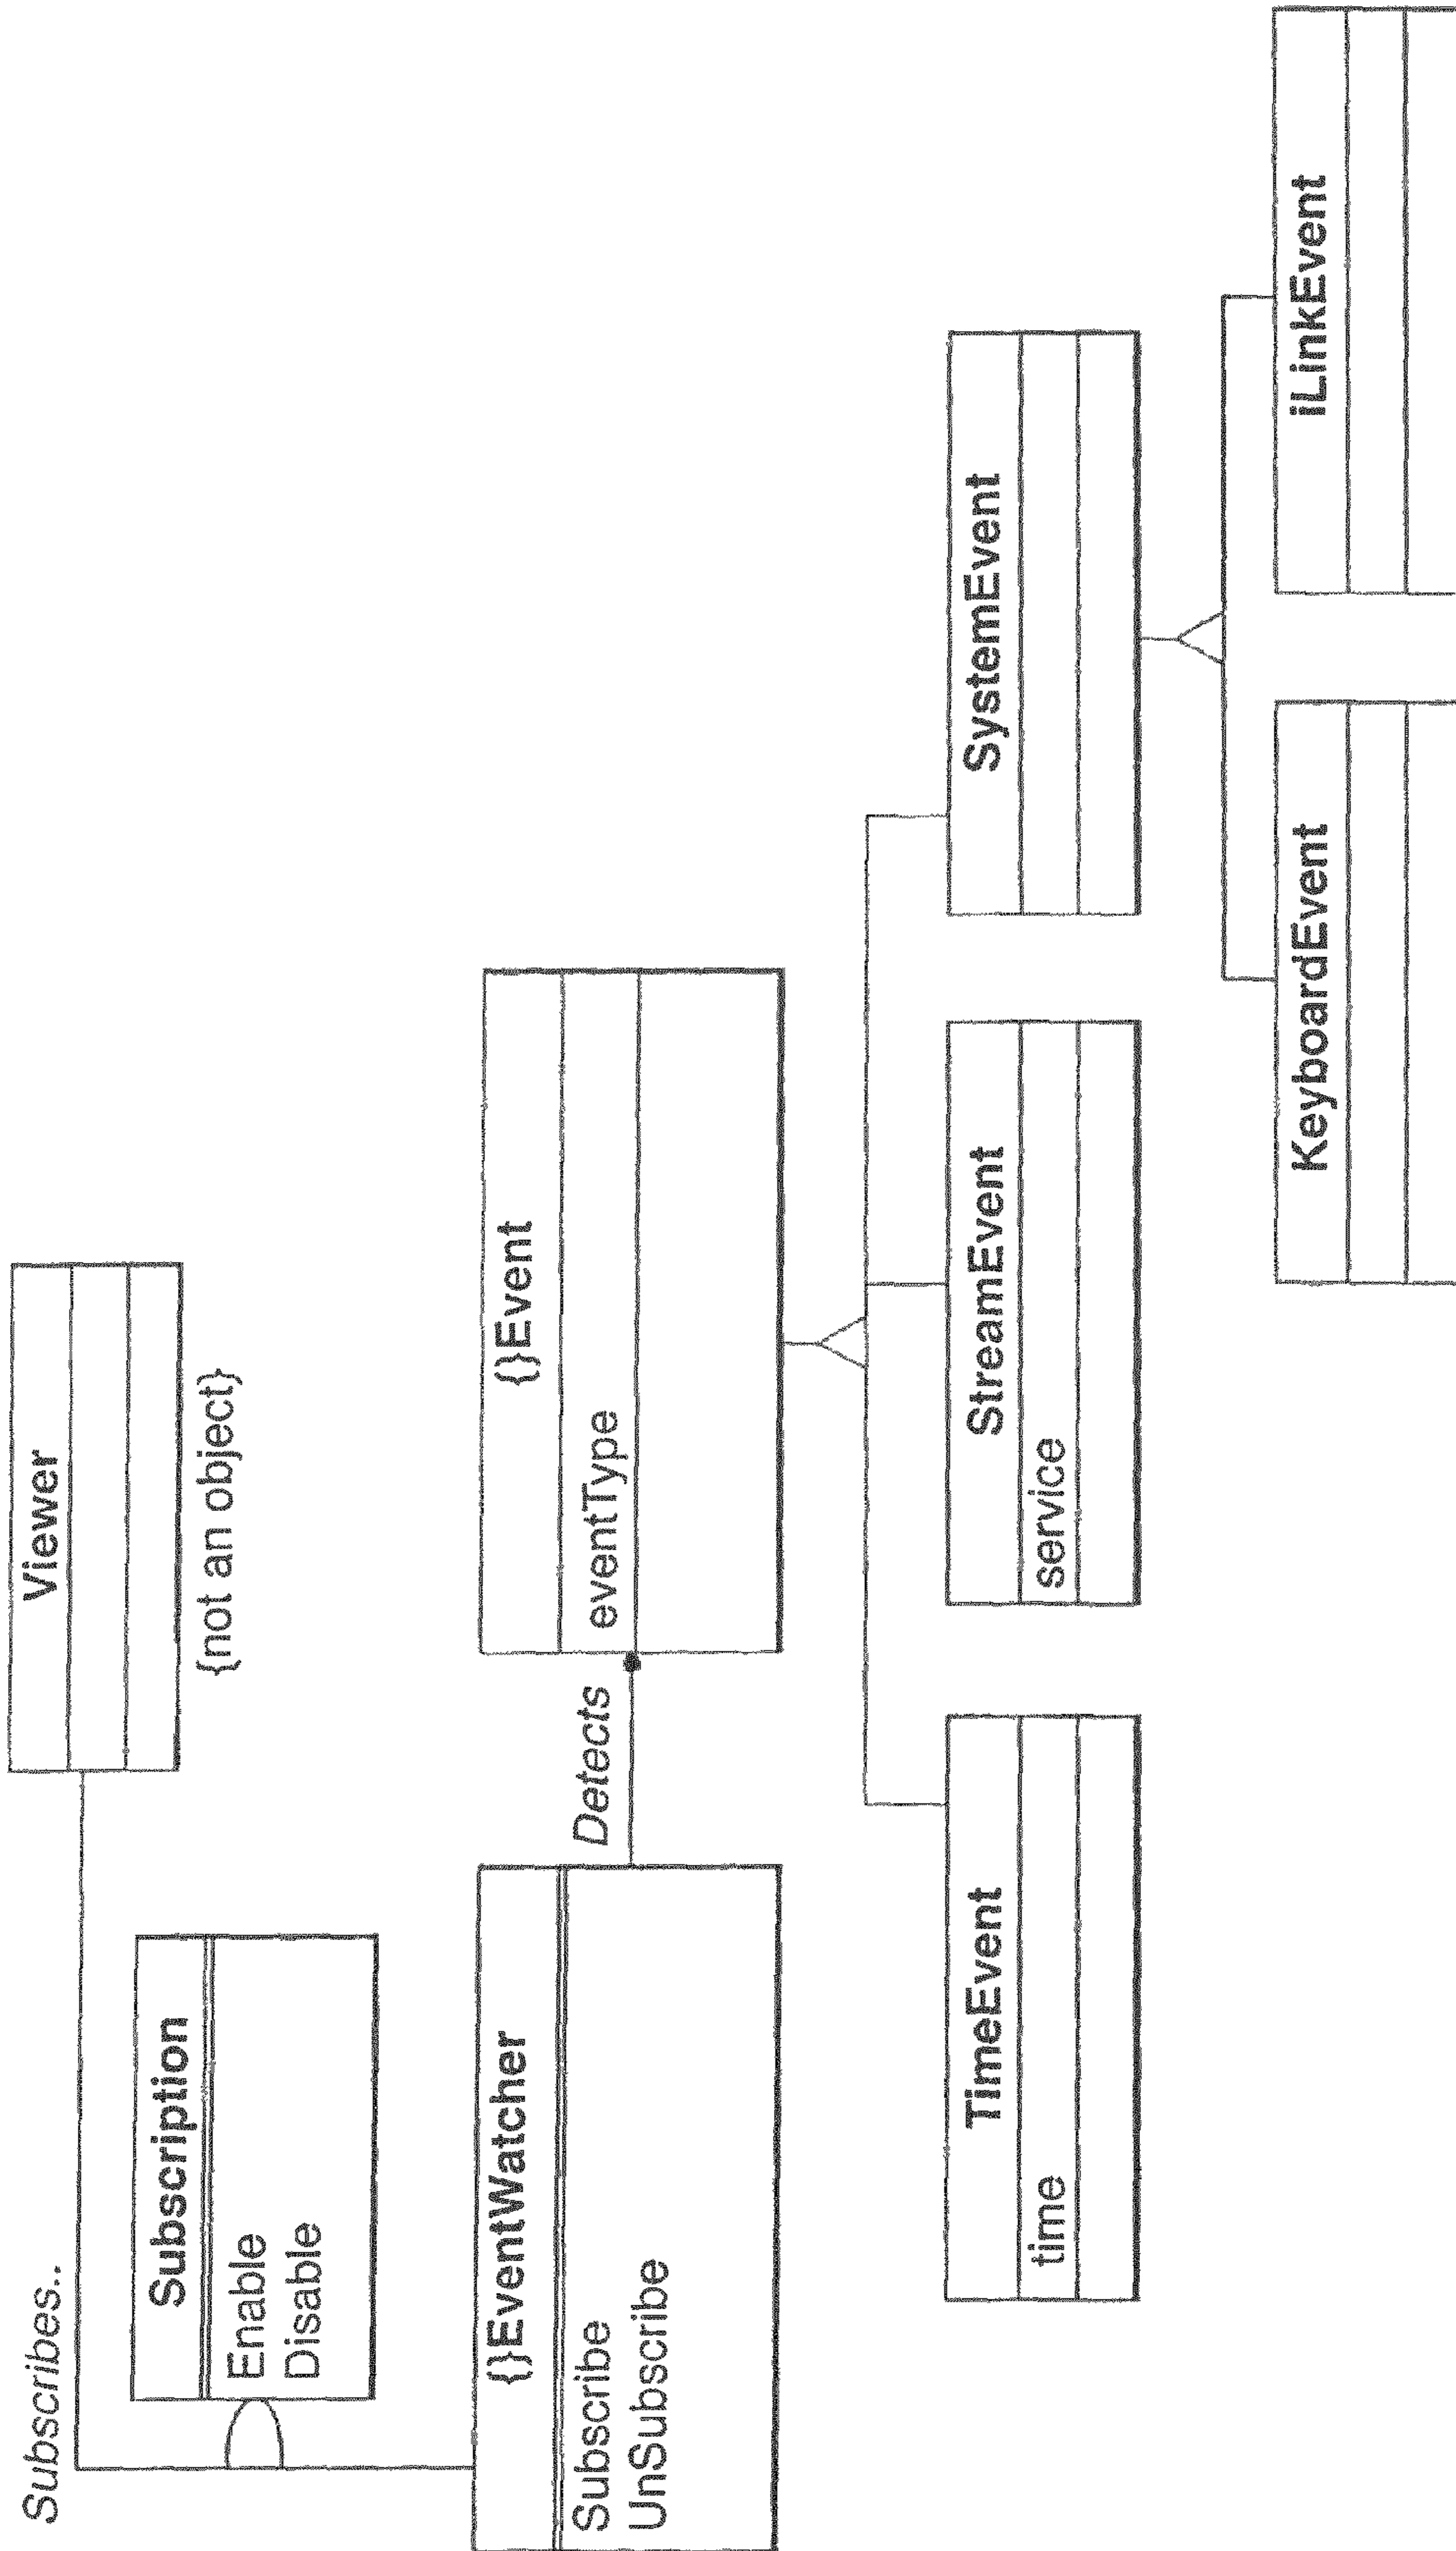 Subscribes..
Viewer
{not an object}
Subscription
Enable
Disable
{}EventWatcher
Subscribe
UnSubscribe
Detects
{}Event
eventType
TimeEvent
time
StreamEvent
service
SystemEvent
KeyboardEvent
iLinkEvent